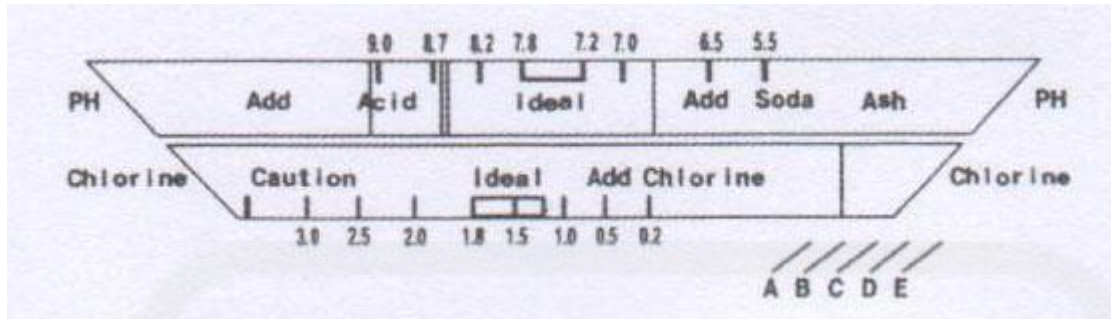 9.0 8.7 8.2 7.8 7.2 7.0 6.5 5.5
PH Add Acid Ideal Add Soda Ash PH
Chlorine Caution Ideal Add Chlorine Chlorine
3.0 2.5 2.0 1.8 1.5 1.0 0.5 0.2
A B C D E